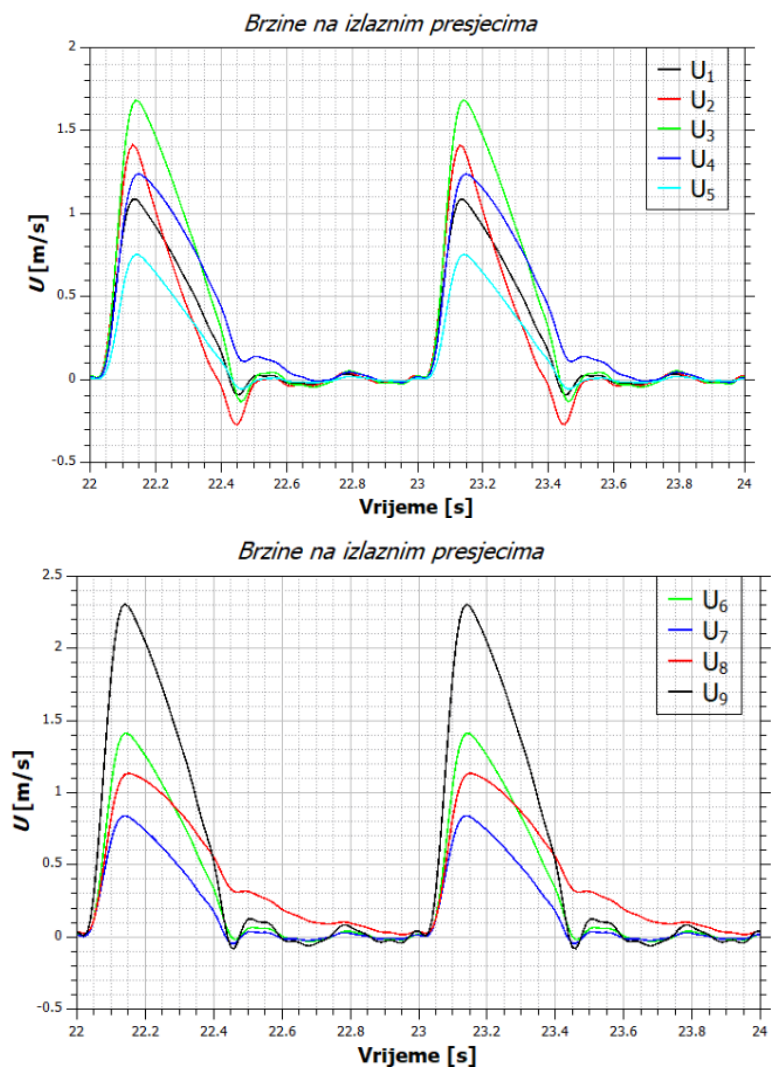 Brzine na izlaznim presjecima
2
1.5
1
0.5
0
-0.5
U [m/s]
U1
U2
U3
U4
U5
22 22.2 22.4 22.6 22.8 23 23.2 23.4 23.6 23.8 24
Vrijeme [s]
Brzine na izlaznim presjecima
2.5
2
1.5
1
0.5
0
-0.5
U [m/s]
U6
U7
U8
U9
22 22.2 22.4 22.6 22.8 23 23.2 23.4 23.6 23.8 24
Vrijeme [s]